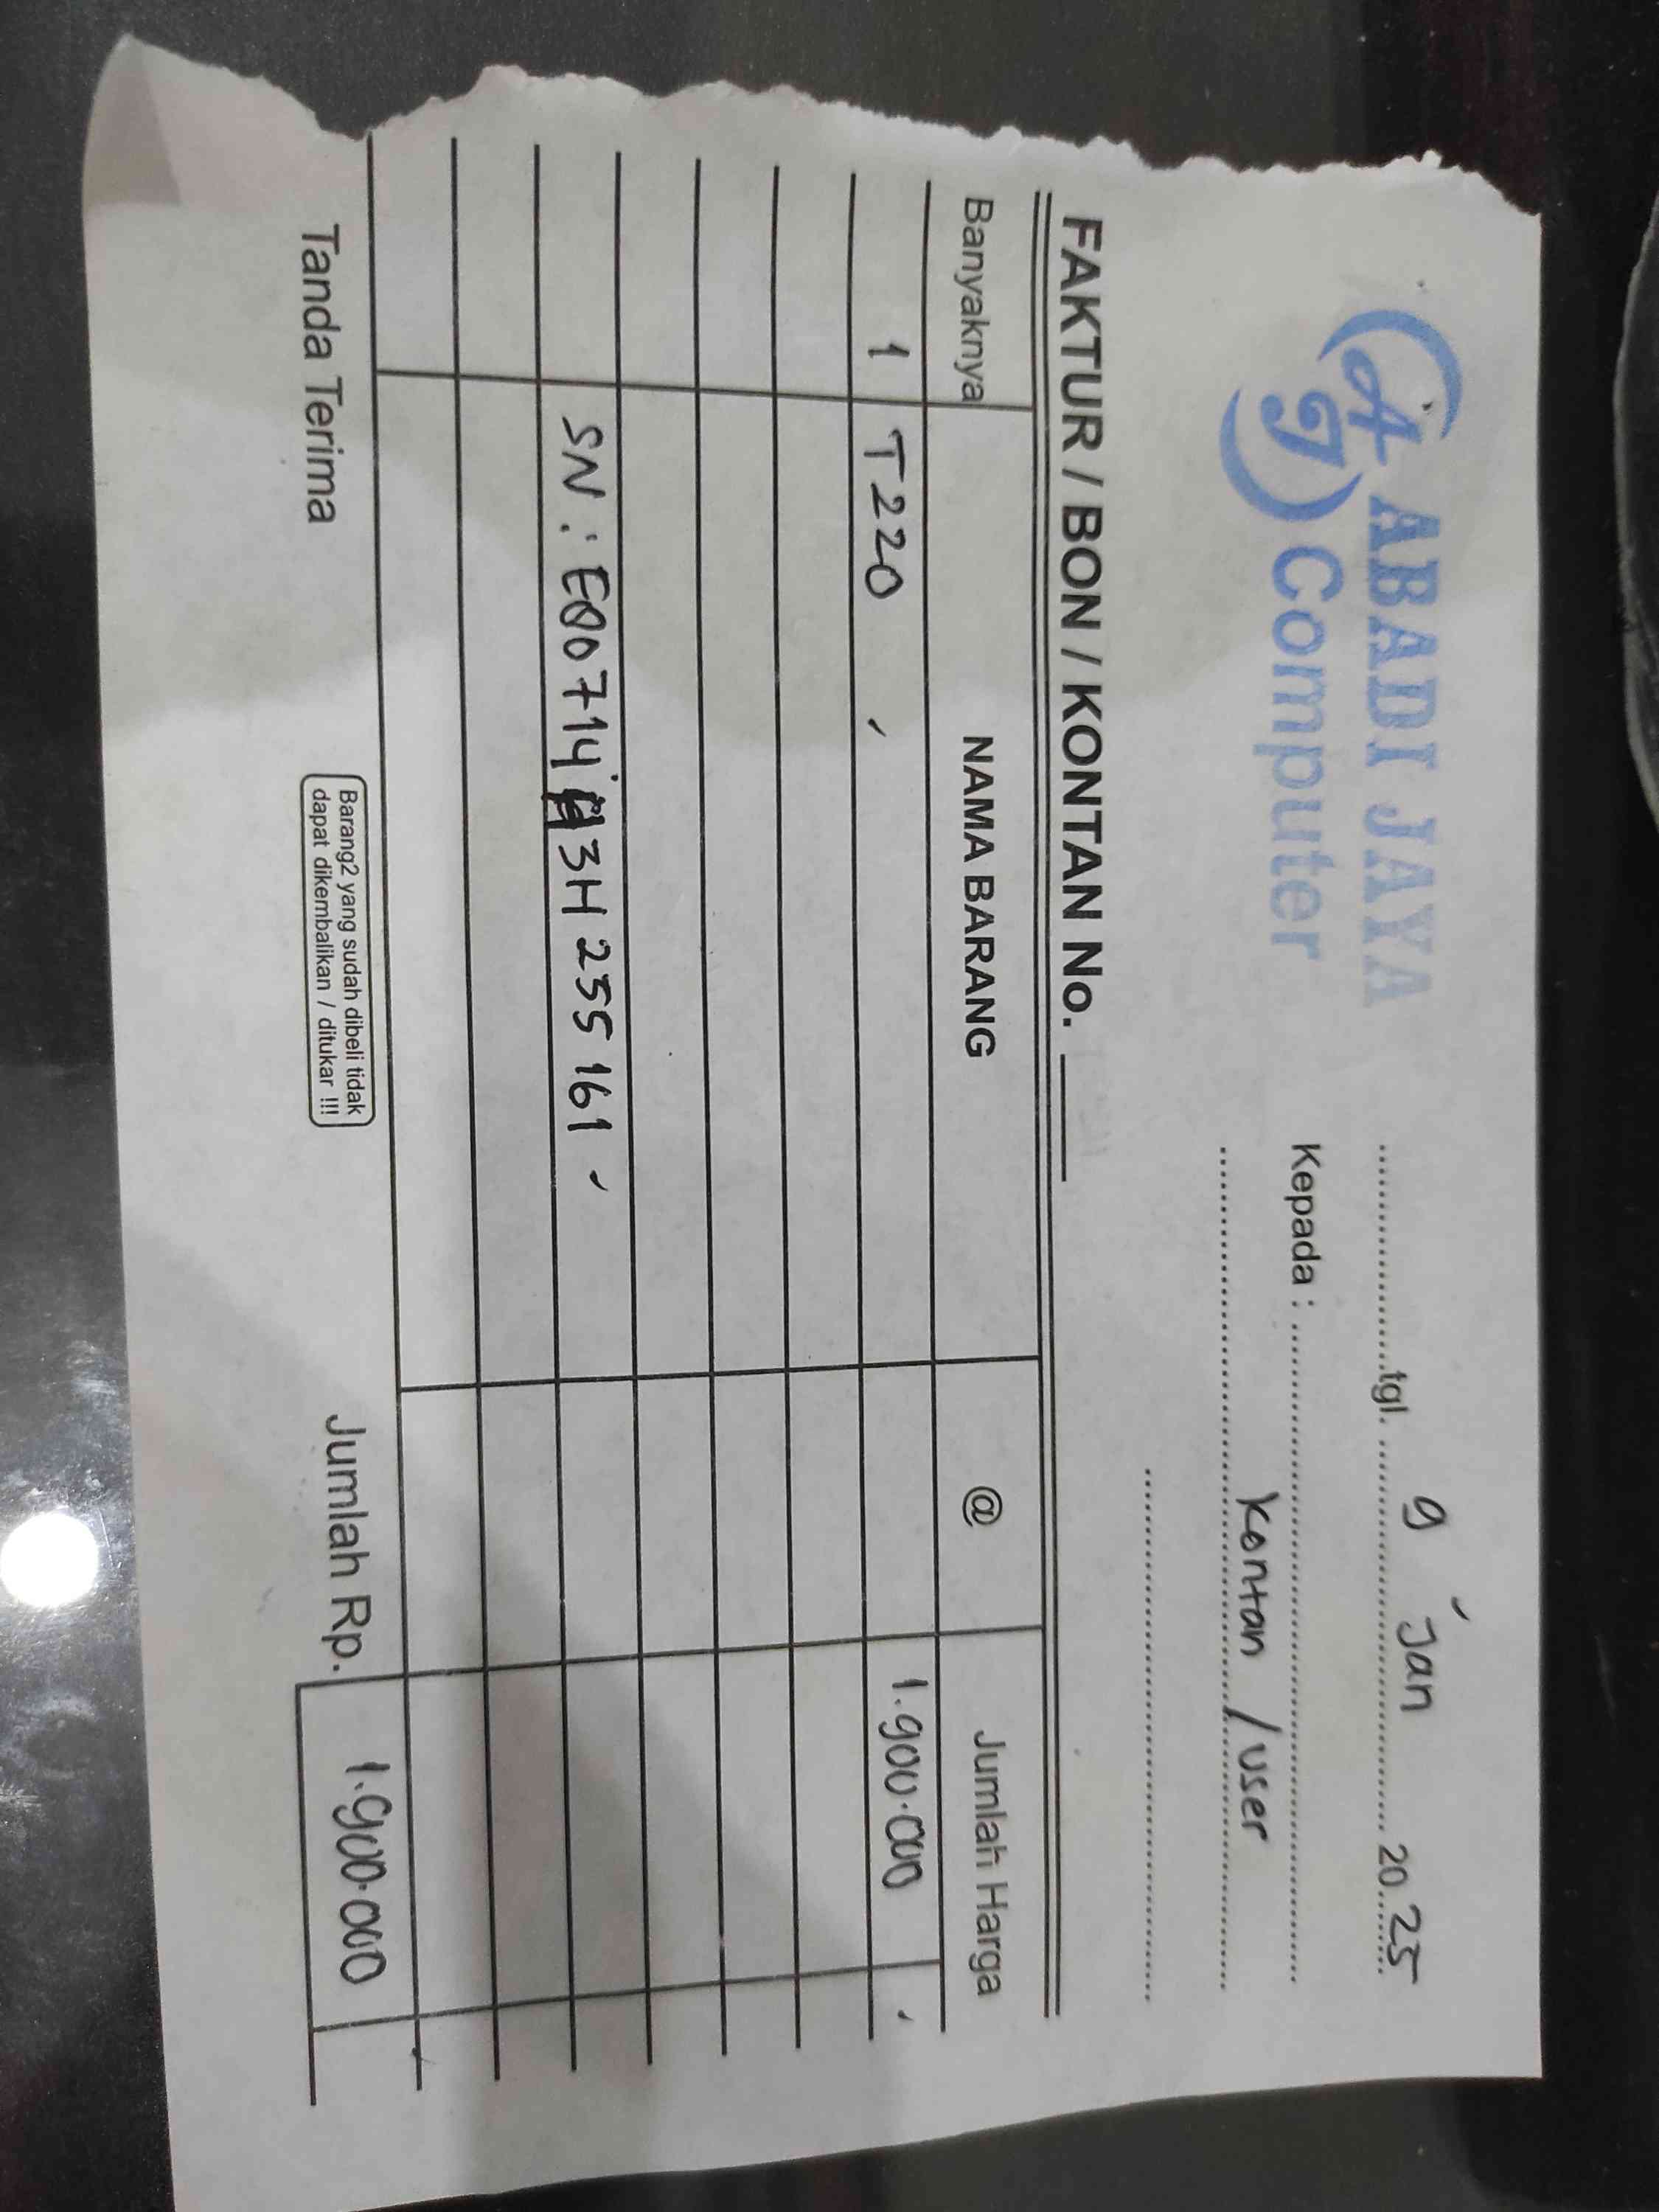 AJ ABADI JAYA
Computer
....................tgl. 9 Jan 20 25
Kepada :
Kontan / user
FAKTUR / BON / KONTAN No.
Banyaknya NAMA BARANG @ Jumlah Harga
1 T220 1.900.000
SN : E00714 3H 255161
Tanda Terima
Barang2 yang sudah dibeli tidak
dapat dikembalikan / ditukar !!!
Jumlah Rp. 1.900.000